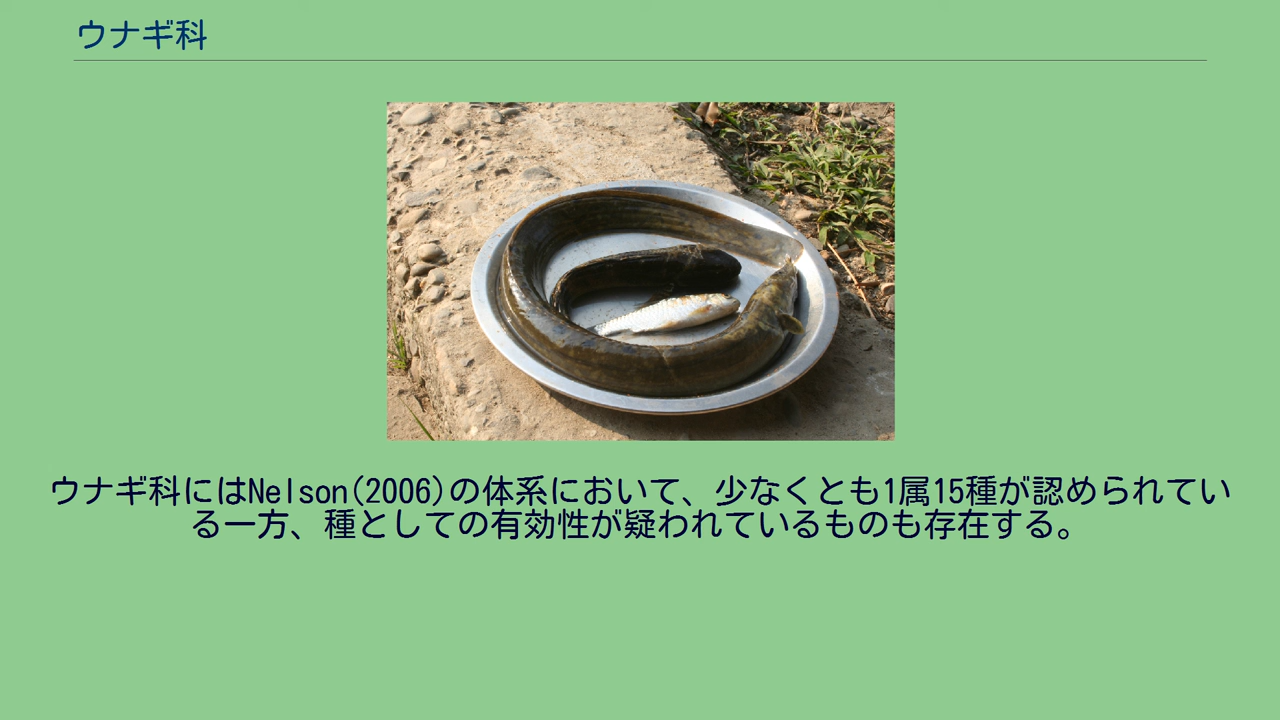 ウナギ科
ウナギ科にはNelson(2006)の体系において、少なくとも1属15種が認められてい
る一方、種としての有効性が疑われているものも存在する。